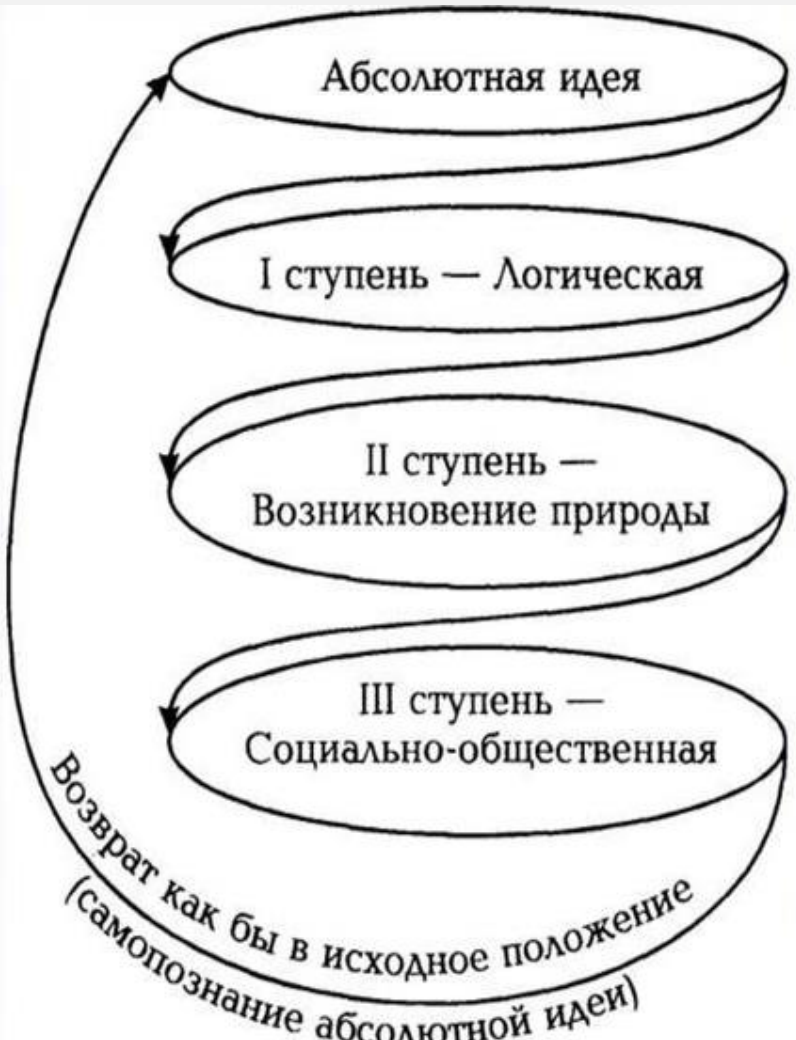 Абсолютная идея
I ступень — Логическая
II ступень —
Возникновение природы
III ступень —
Социально-общественная
Возврат как бы в исходное положение
(самопознание абсолютной идеи)